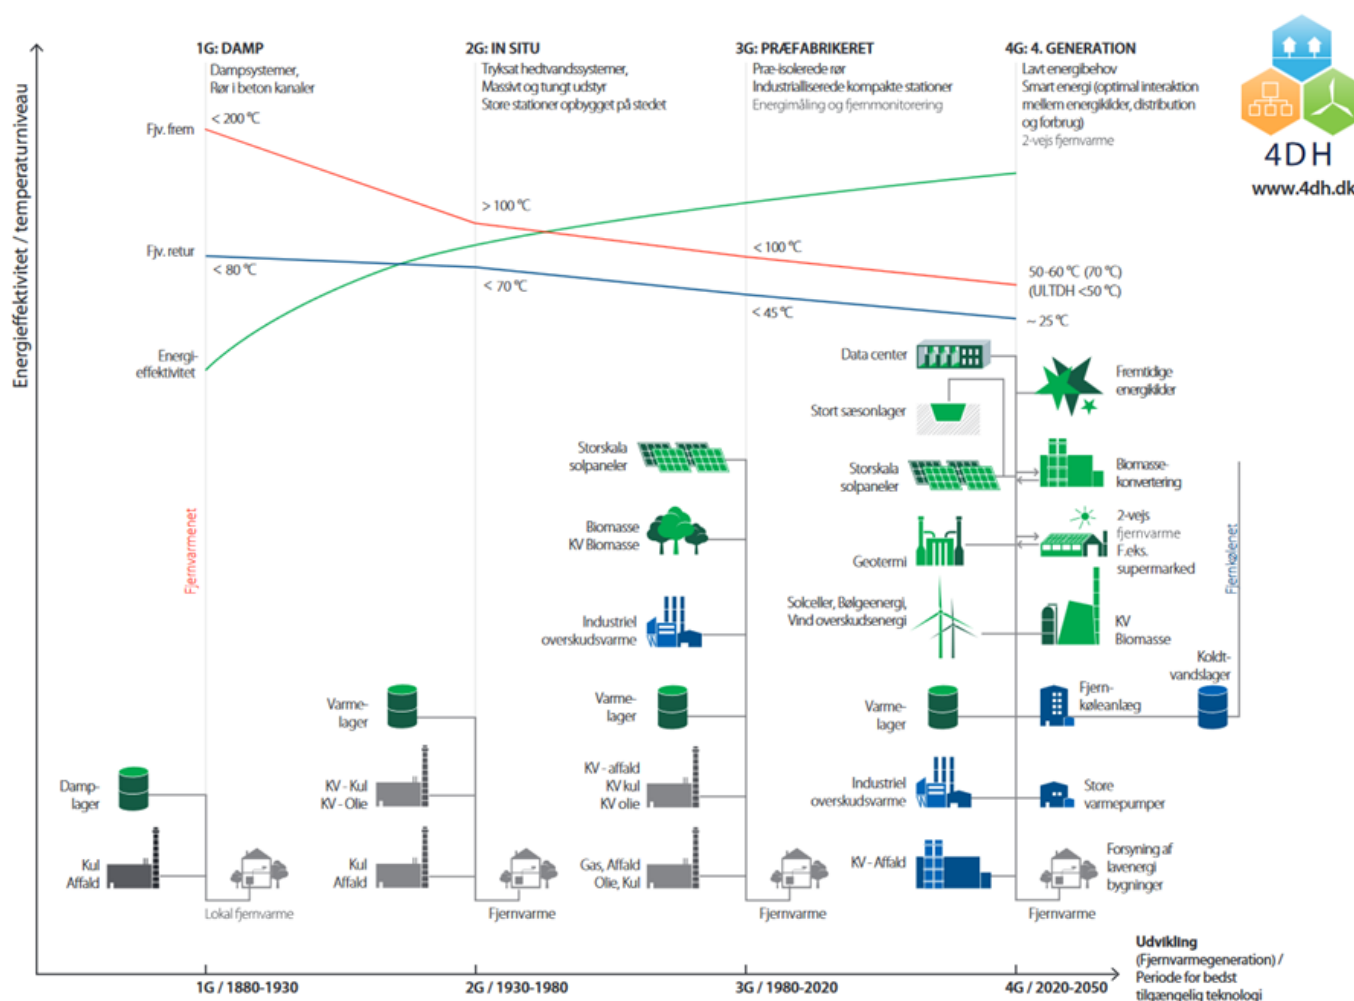 1G: DAMP
Dampsystemer,
Rør i beton kanaler
2G: IN SITU
Tryksat hedtvandssystemer,
Massivt og tungt udstyr
Store stationer opbygget på stedet
3G: PRÆFABRIKERET
Præ-isolerede rør
Industrialliserede kompakte stationer
Energimåling og fjernmonitorering
4G: 4. GENERATION
Lavt energibehov
Smart energi (optimal interaktion
mellem energikilder, distribution
og forbrug)
2-vejs fjernvarme
4DH
www.4dh.dk
Energieffektivitet / temperaturniveau
Fjv. frem
< 200 °C
> 100 °C
< 100 °C
50-60 °C (70 °C)
(ULTDH <50 °C)
Fjv. retur
< 80 °C
< 70 °C
< 45 °C
~ 25 °C
Energi-
effektivitet
Fjernvarmenet
Damp-
lager
Kul
Affald
Lokal fjernvarme
Varme-
lager
KV - Kul
KV - Olie
Kul
Affald
Fjernvarme
Storskala
solpaneler
Biomasse
KV Biomasse
Industriel
overskudsvarme
Varme-
lager
KV - affald
KV kul
KV olie
Gas, Affald
Olie, Kul
Fjernvarme
Data center
Stort sæsonlager
Storskala
solpaneler
Geotermi
Solceller, Bølgeenergi,
Vind overskudsenergi
Varme-
lager
Industriel
overskudsvarme
KV - Affald
Fremtidige
energikilder
Biomasse-
konvertering
2-vejs
fjernvarme
F.eks.
supermarked
KV
Biomasse
Fjern-
køleanlæg
Koldt-
vandslager
Store
varmepumper
Forsyning af
lavenergi
bygninger
Fjernvarme
Fjernkølenet
1G / 1880-1930
2G / 1930-1980
3G / 1980-2020
4G / 2020-2050
Udvikling
(Fjernvarmegeneration) /
Periode for bedst
tilgængelig teknologi